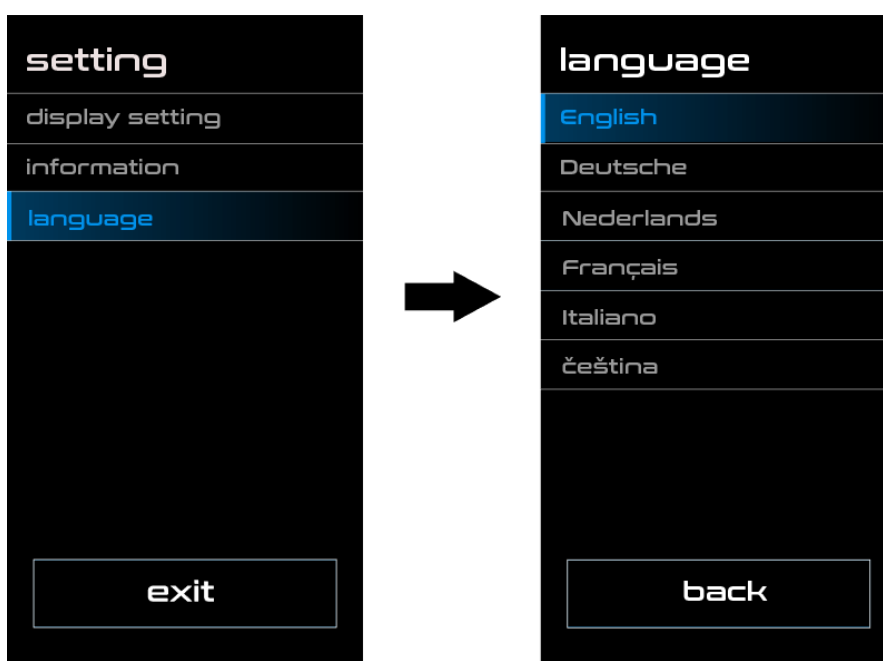 setting
display setting
information
language
exit
language
English
Deutsche
Nederlands
Français
Italiano
čeština
back